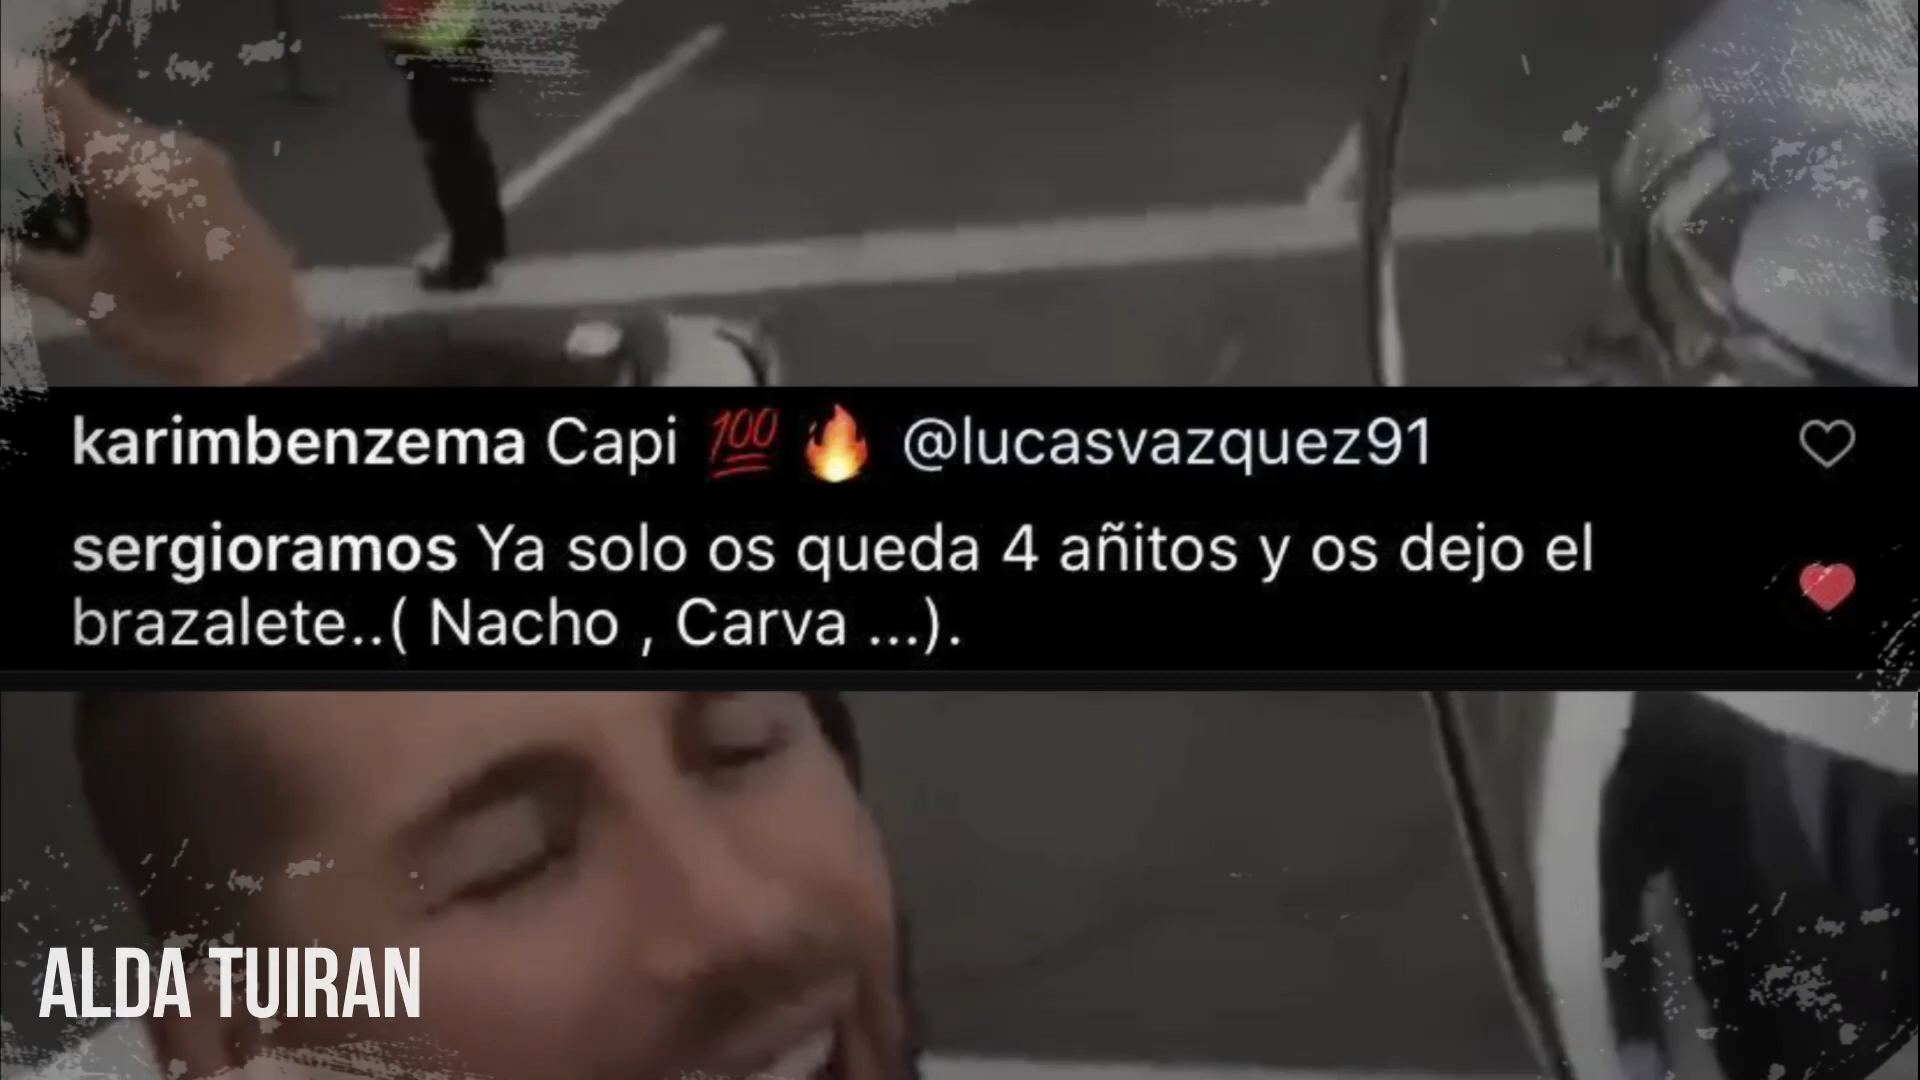 karimbenzema Capi 💯🔥 @lucasvazquez91
sergioramos Ya solo os queda 4 añitos y os dejo el
brazalete..( Nacho , Carva ...).
ALDA TUIRAN